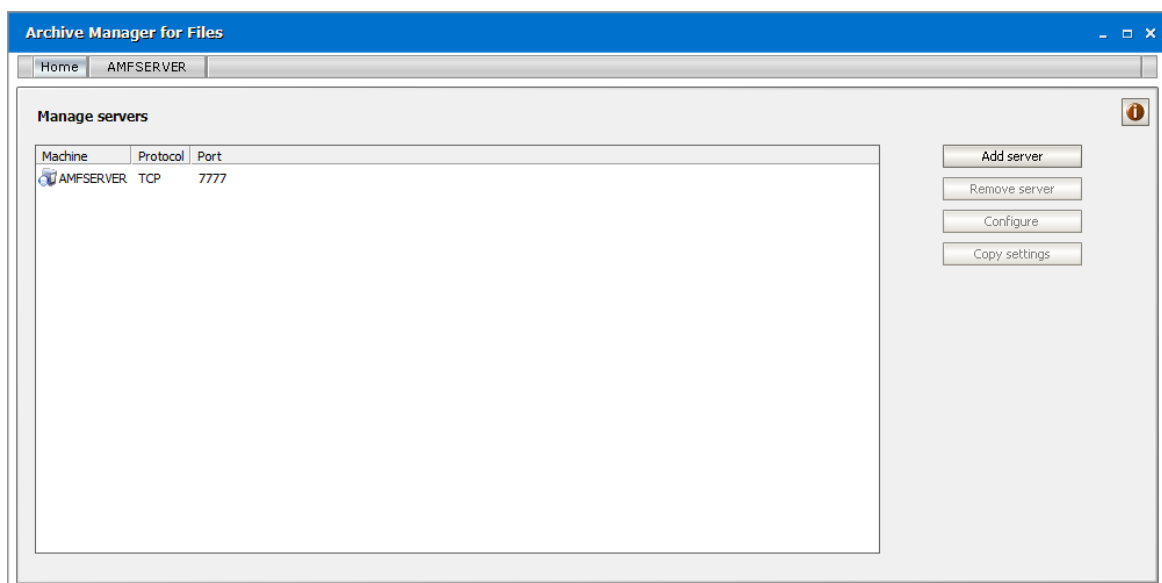 Archive Manager for Files
Home AMFSERVER
Manage servers
Machine Protocol Port
AMFSERVER TCP 7777
Add server
Remove server
Configure
Copy settings